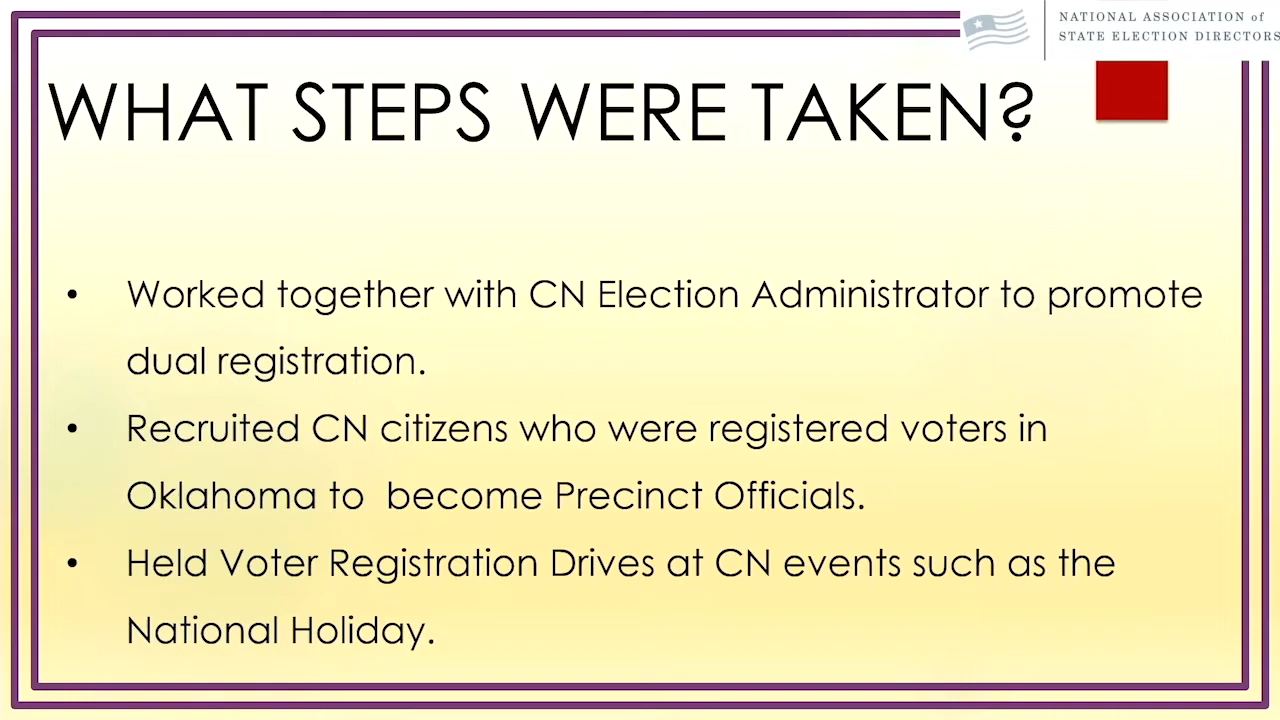 NATIONAL ASSOCIATION of
STATE ELECTION DIRECTORS
WHAT STEPS WERE TAKEN?
• Worked together with CN Election Administrator to promote
dual registration.
• Recruited CN citizens who were registered voters in
Oklahoma to become Precinct Officials.
• Held Voter Registration Drives at CN events such as the
National Holiday.